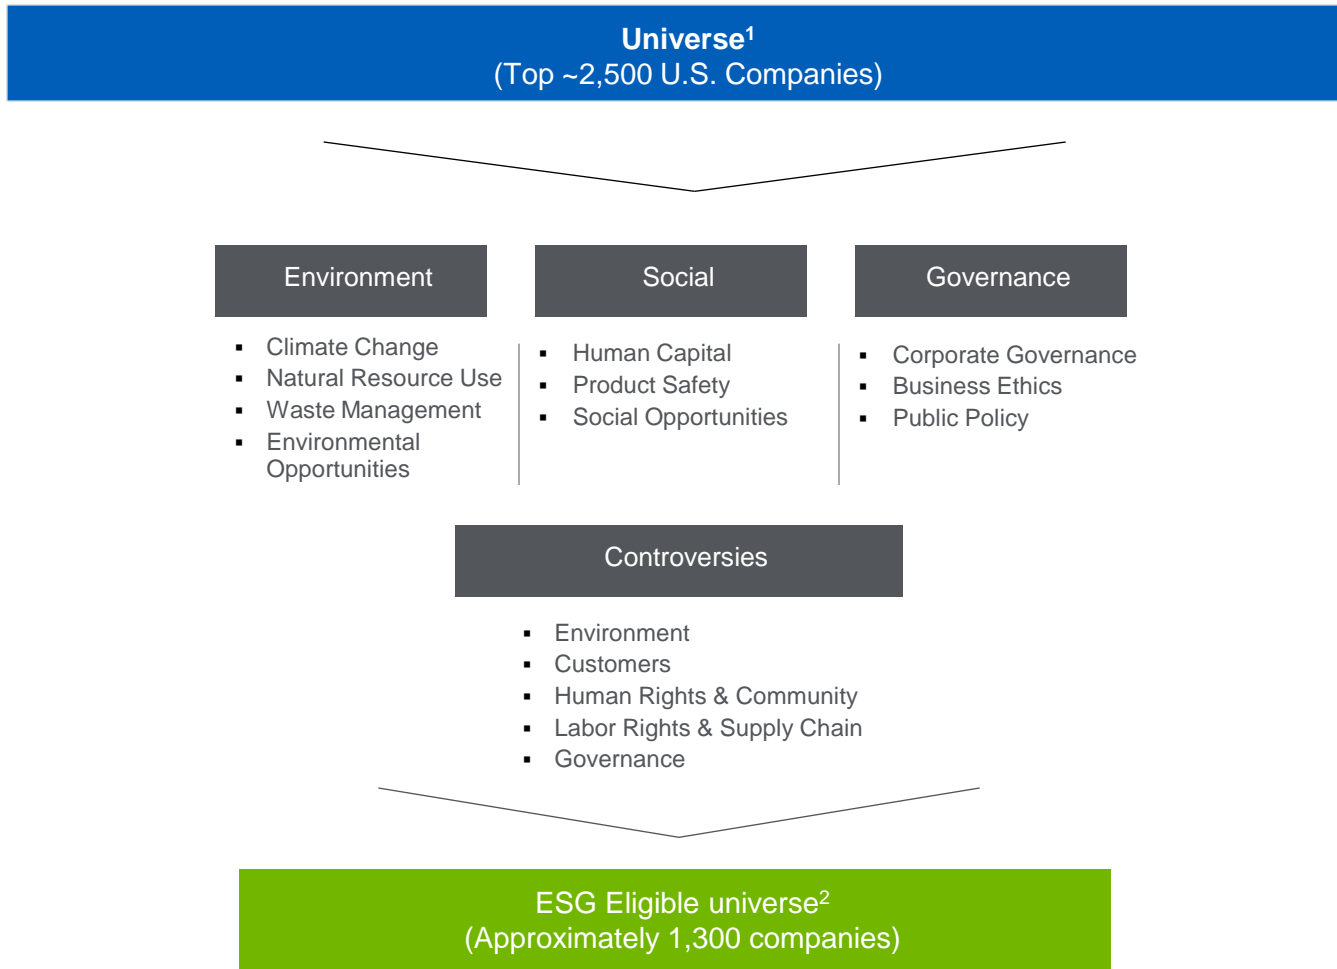 Universe¹
(Top ~2,500 U.S. Companies)
Environment
▪ Climate Change
▪ Natural Resource Use
▪ Waste Management
▪ Environmental
Opportunities
Social
▪ Human Capital
▪ Product Safety
▪ Social Opportunities
Governance
▪ Corporate Governance
▪ Business Ethics
▪ Public Policy
Controversies
▪ Environment
▪ Customers
▪ Human Rights & Community
▪ Labor Rights & Supply Chain
▪ Governance
ESG Eligible universe²
(Approximately 1,300 companies)